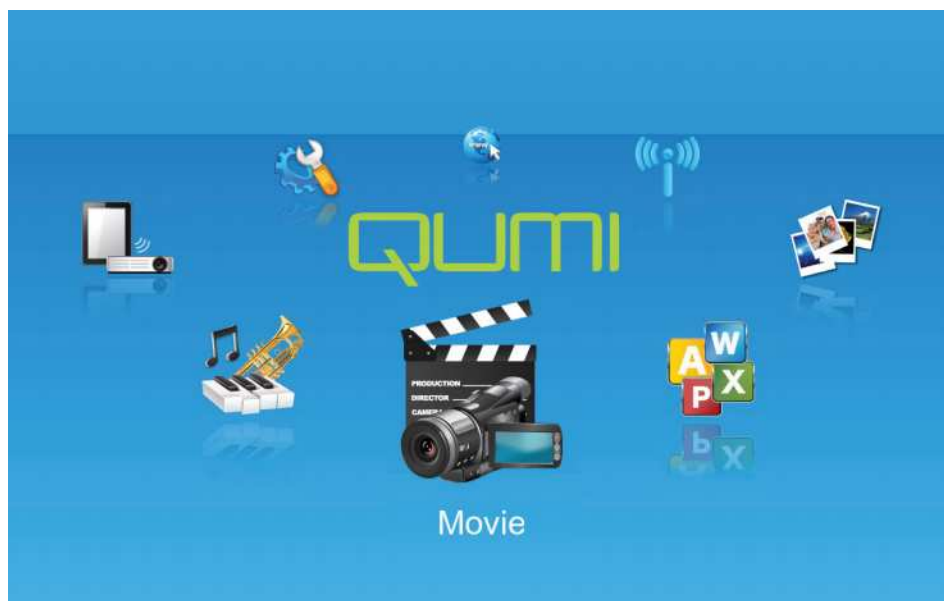 QUMI
PRODUCTION
DIRECTOR
CAMERA
W
A
X
P
Movie